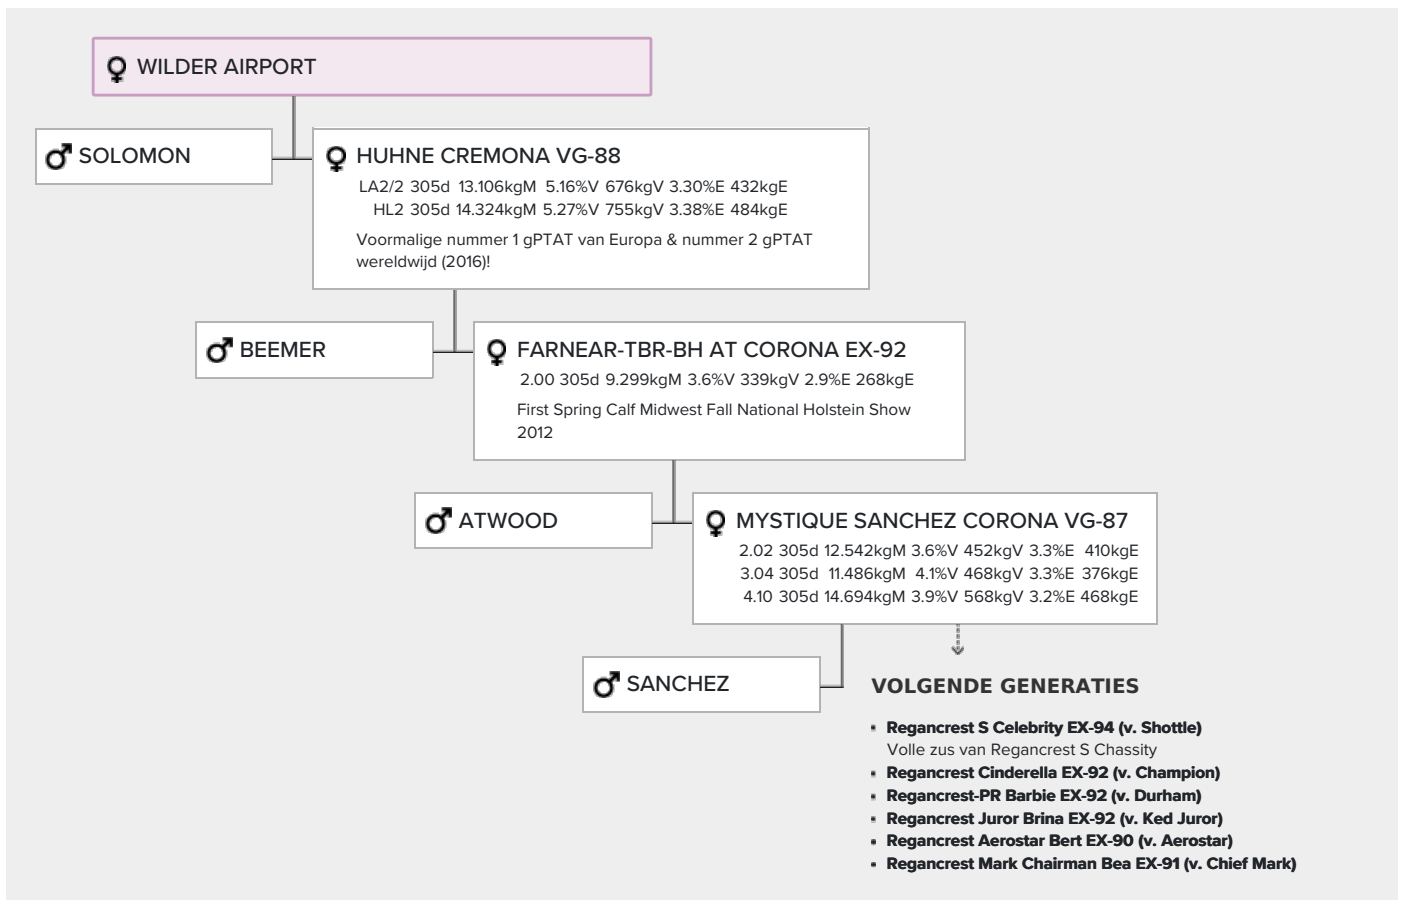 WILDER AIRPORT
SOLOMON
HUHNE CREMONA VG-88
LA2/2 305d 13.106kgM 5.16%V 676kgV 3.30%E 432kgE
HL2 305d 14.324kgM 5.27%V 755kgV 3.38%E 484kgE
Voormalige nummer 1 gPTAT van Europa & nummer 2 gPTAT
wereldwijd (2016)!
BEEMER
FARNEAR-TBR-BH AT CORONA EX-92
2.00 305d 9.299kgM 3.6%V 339kgV 2.9%E 268kgE
First Spring Calf Midwest Fall National Holstein Show
2012
ATWOOD
MYSTIQUE SANCHEZ CORONA VG-87
2.02 305d 12.542kgM 3.6%V 452kgV 3.3%E 410kgE
3.04 305d 11.486kgM 4.1%V 468kgV 3.3%E 376kgE
4.10 305d 14.694kgM 3.9%V 568kgV 3.2%E 468kgE
SANCHEZ
VOLGENDE GENERATIES
Regancrest S Celebrity EX-94 (v. Shottle)
Volle zus van Regancrest S Chassity
Regancrest Cinderella EX-92 (v. Champion)
Regancrest-PR Barbie EX-92 (v. Durham)
Regancrest Juror Brina EX-92 (v. Ked Juror)
Regancrest Aerostar Bert EX-90 (v. Aerostar)
Regancrest Mark Chairman Bea EX-91 (v. Chief Mark)